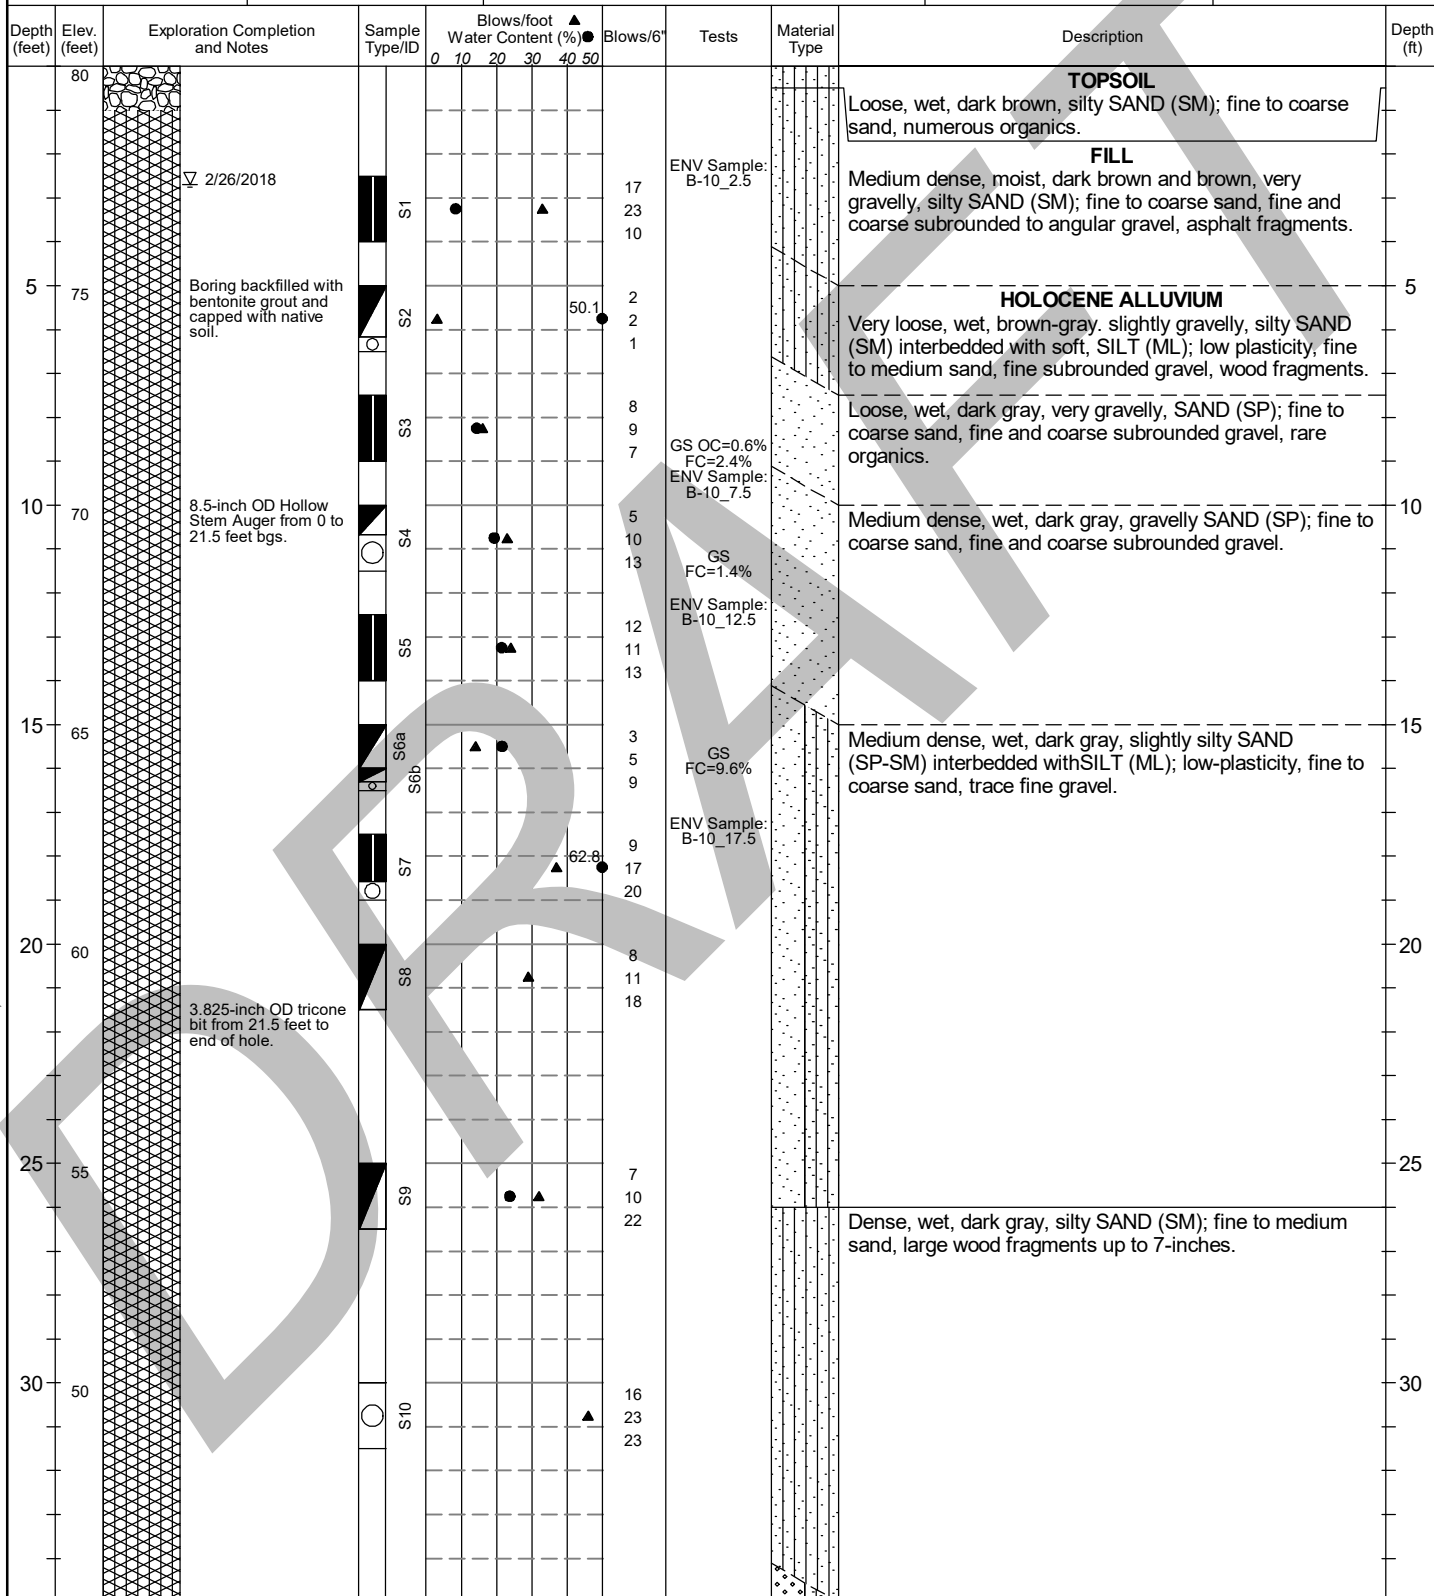 Depth (feet)
Elev. (feet)
Exploration Completion and Notes
Sample Type/ID
Blows/foot ▲
Water Content (%) ●
0 10 20 30 40 50
Blows/6"
Tests
Material Type
Description
Depth (ft)
80
TOPSOIL
Loose, wet, dark brown, silty SAND (SM); fine to coarse
sand, numerous organics.
FILL
Medium dense, moist, dark brown and brown, very
gravelly, silty SAND (SM); fine to coarse sand, fine and
coarse subrounded to angular gravel, asphalt fragments.
2/26/2018
S1
17
23
10
ENV Sample:
B-10_2.5
5
75
Boring backfilled with
bentonite grout and
capped with native
soil.
S2
50.1
2
2
1
HOLOCENE ALLUVIUM
Very loose, wet, brown-gray. slightly gravelly, silty SAND
(SM) interbedded with soft, SILT (ML); low plasticity, fine
to medium sand, fine subrounded gravel, wood fragments.
5
S3
8
9
7
GS OC=0.6%
FC=2.4%
ENV Sample:
B-10_7.5
Loose, wet, dark gray, very gravelly, SAND (SP); fine to
coarse sand, fine and coarse subrounded gravel, rare
organics.
10
70
8.5-inch OD Hollow
Stem Auger from 0 to
21.5 feet bgs.
S4
5
10
13
GS
FC=1.4%
Medium dense, wet, dark gray, gravelly SAND (SP); fine to
coarse sand, fine and coarse subrounded gravel.
10
S5
12
11
13
ENV Sample:
B-10_12.5
15
65
S6a
S6b
3
5
9
GS
FC=9.6%
Medium dense, wet, dark gray, slightly silty SAND
(SP-SM) interbedded withSILT (ML); low-plasticity, fine to
coarse sand, trace fine gravel.
15
S7
62.8
9
17
20
ENV Sample:
B-10_17.5
20
60
S8
8
11
18
20
3.825-inch OD tricone
bit from 21.5 feet to
end of hole.
25
55
S9
7
10
22
25
Dense, wet, dark gray, silty SAND (SM); fine to medium
sand, large wood fragments up to 7-inches.
30
50
S10
16
23
23
30
DRAFT